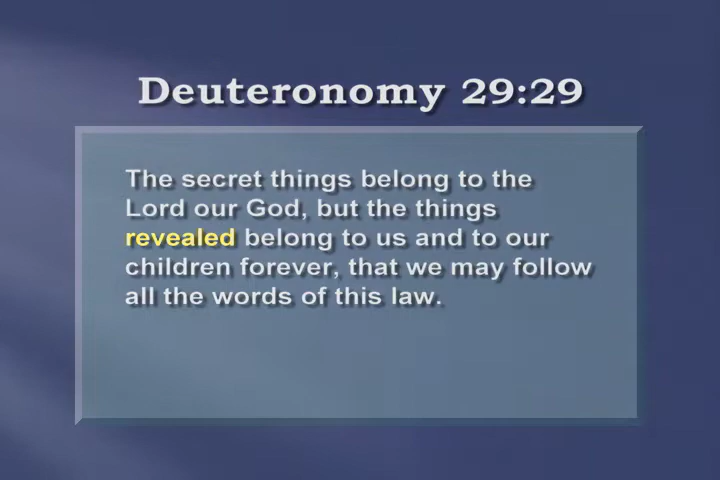 Deuteronomy 29:29
The secret things belong to the
Lord our God, but the things
revealed belong to us and to our
children forever, that we may follow
all the words of this law.